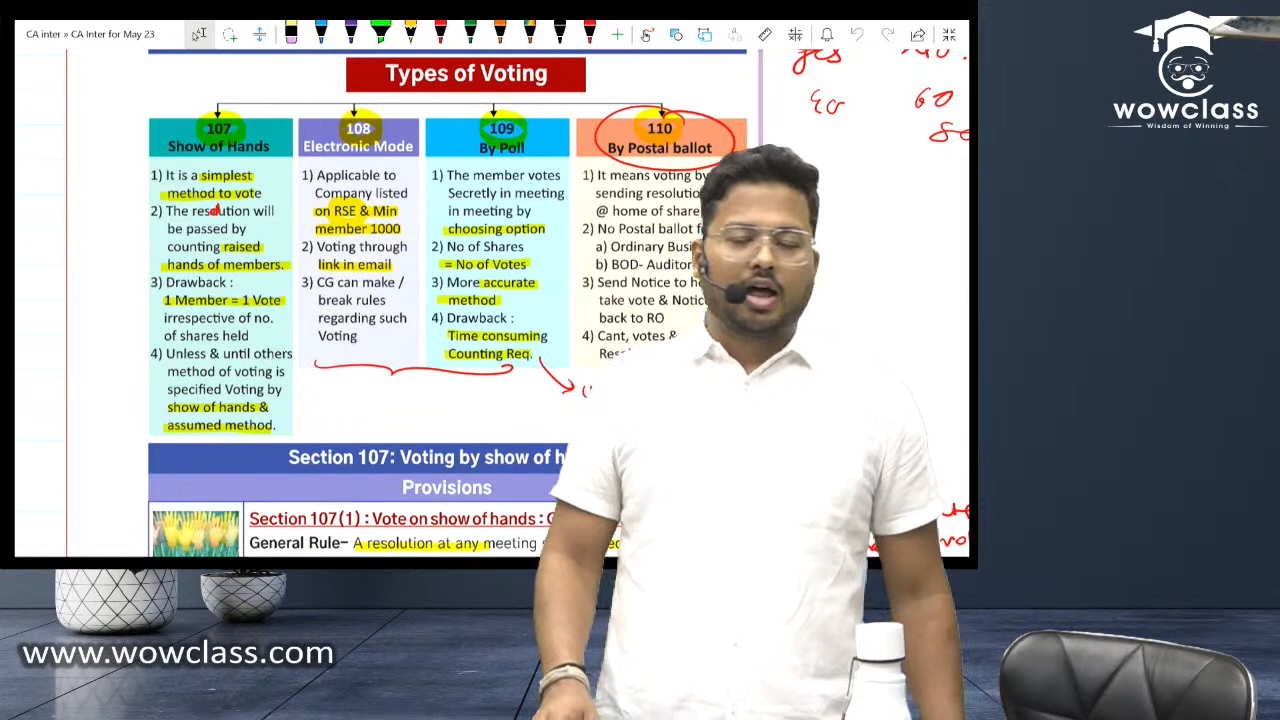 CA inter » CA Inter for May 23
wowclass
Wisdom of Winning
Types of Voting
107
Show of Hands
1) It is a simplest
method to vote
2) The resolution will
be passed by
counting raised
hands of members.
3) Drawback :
1 Member = 1 Vote
irrespective of no.
of shares held
4) Unless & until others
method of voting is
specified Voting by
show of hands &
assumed method.
108
Electronic Mode
1) Applicable to
Company listed
on RSE & Min
member 1000
2) Voting through
link in email
3) CG can make /
break rules
regarding such
Voting
109
By Poll
1) The member votes
Secretly in meeting
in meeting by
choosing option
2) No of Shares
= No of Votes
3) More accurate
method
4) Drawback :
Time consuming
Counting Req.
110
By Postal ballot
1) It means voting by
sending resoluti
@ home of share
2) No Postal ballot f
a) Ordinary Busi
b) BOD- Auditor
3) Send Notice to h
take vote & Notic
back to RO
4) Cant, votes &
Res
yes
60
Section 107: Voting by show of h
Provisions
Section 107(1) : Vote on show of hands : G
General Rule– A resolution at any meeting
www.wowclass.com